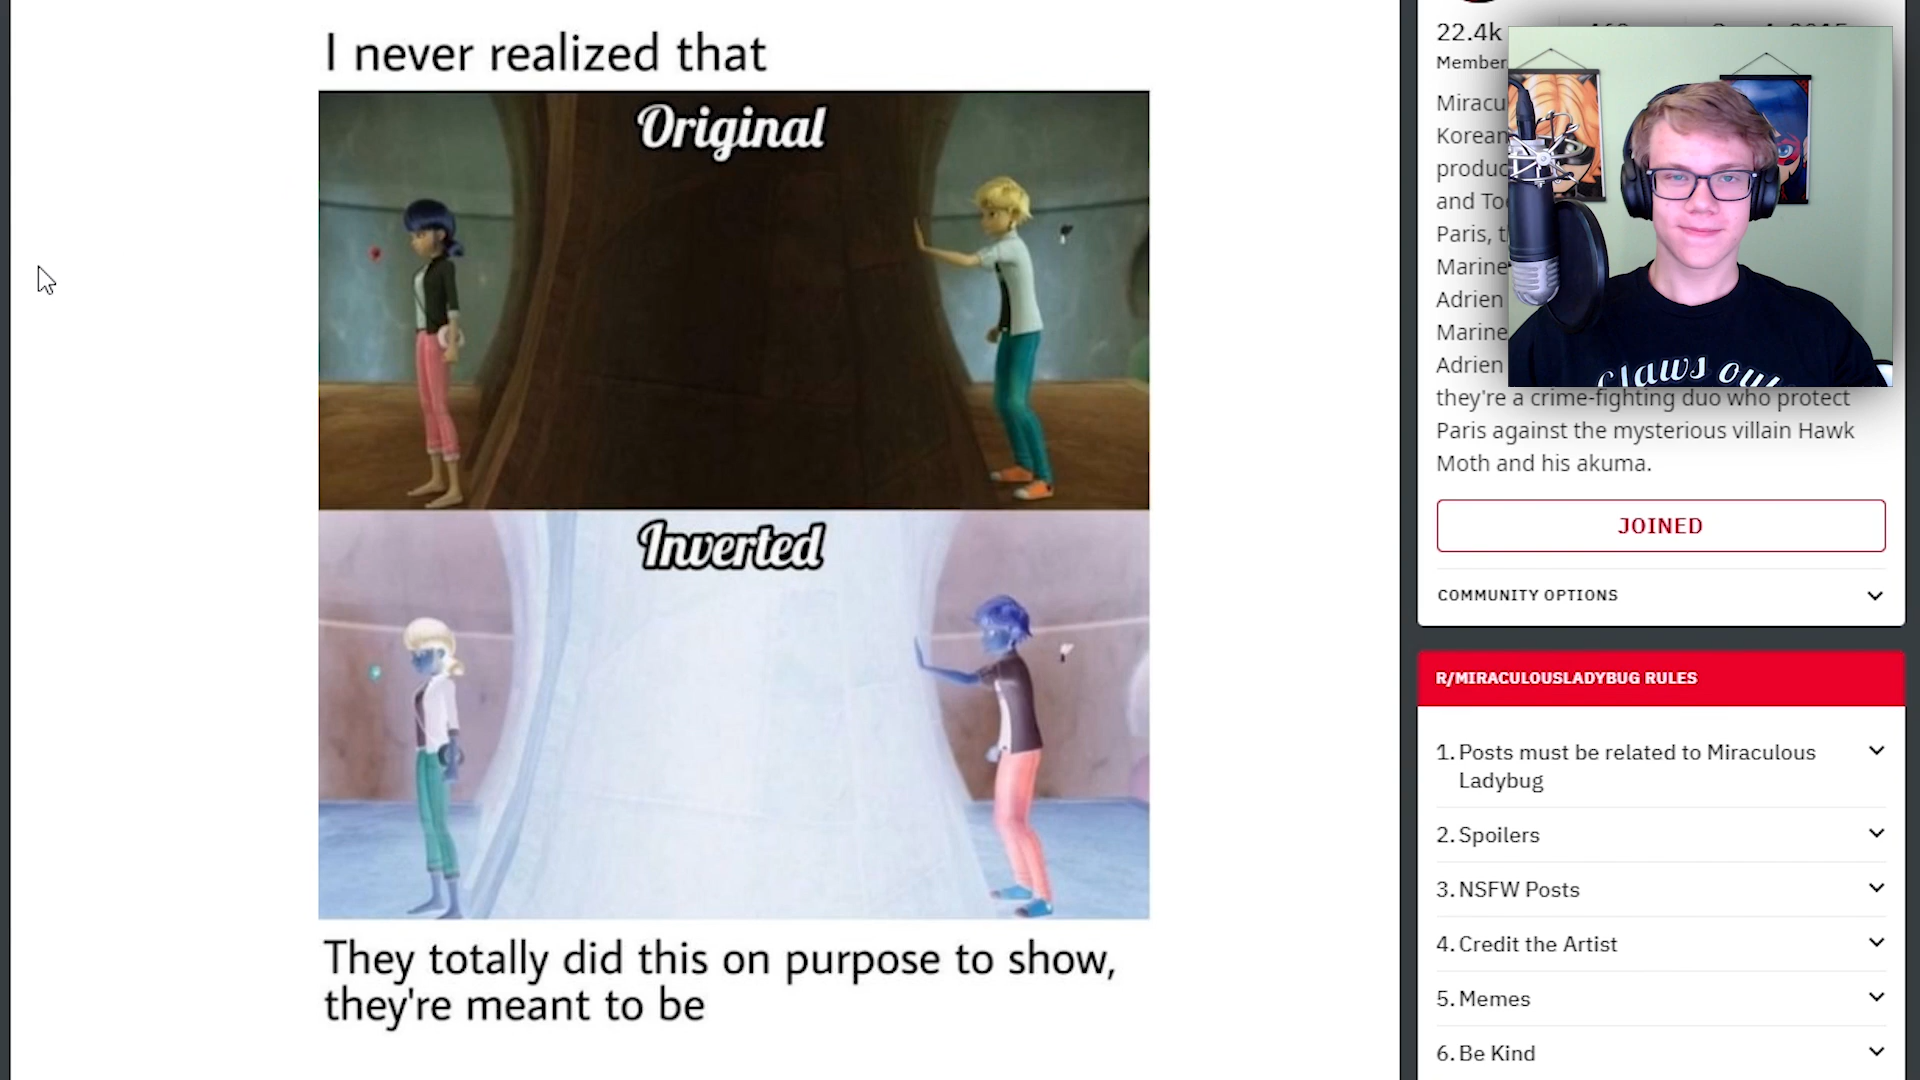 I never realized that
Original
Inverted
They totally did this on purpose to show,
they're meant to be
22.4k
Member
Miracu
Korean
produc
and To
Paris, t
Marine
Adrien
Marine
Adrien
they're a crime-fighting duo who protect
Paris against the mysterious villain Hawk
Moth and his akuma.
Claws out
JOINED
COMMUNITY OPTIONS
R/MIRACULOUSLADYBUG RULES
1. Posts must be related to Miraculous
Ladybug
2. Spoilers
3. NSFW Posts
4. Credit the Artist
5. Memes
6. Be Kind